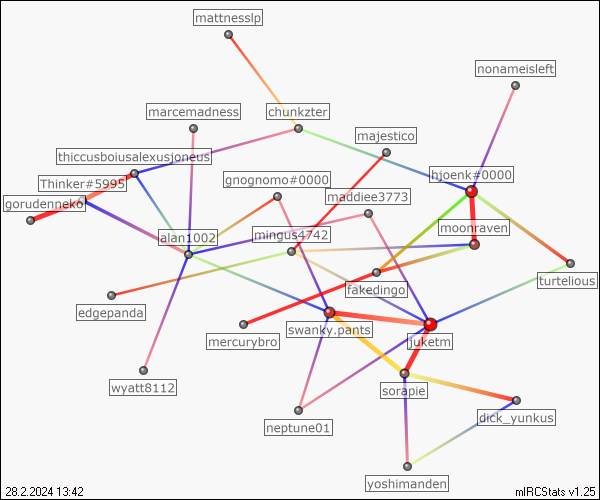 mattnesslp
nonameisleft
marcemadness
chunkzter
majestico
thiccusboiusalexusjoneus
hjoenk#0000
Thinker#5995
gnognomo#0000
maddiee3773
gorudenneko
moonraven
alan1002
mingus4742
turtelious
fakedingo
edgepanda
swanky.pants
mercurybro
juketm
wyatt8112
sorapie
dick_yunkus
neptune01
yoshimanden
28.2.2024 13:42
mIRCStats v1.25